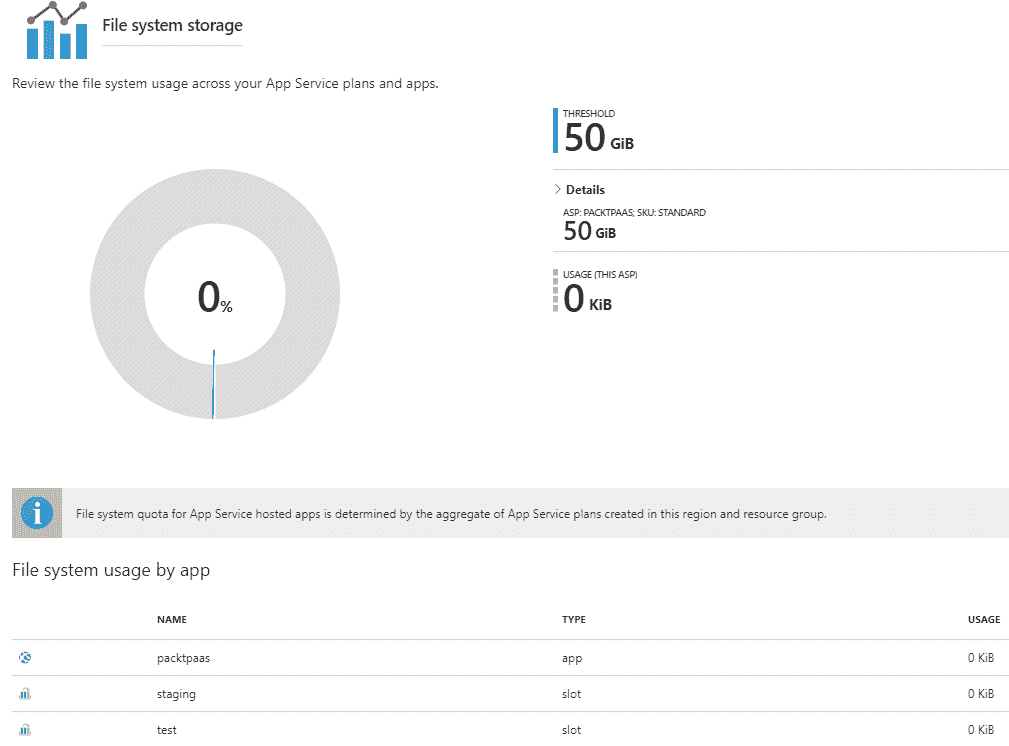 File system storage
Review the file system usage across your App Service plans and apps.
0%
THRESHOLD
50 GiB
Details
ASP: PACKTPAAS; SKU: STANDARD
50 GiB
USAGE (THIS ASP)
0 KiB
File system quota for App Service hosted apps is determined by the aggregate of App Service plans created in this region and resource group.
File system usage by app
NAME TYPE USAGE
packtpaas app 0 KiB
staging slot 0 KiB
test slot 0 KiB